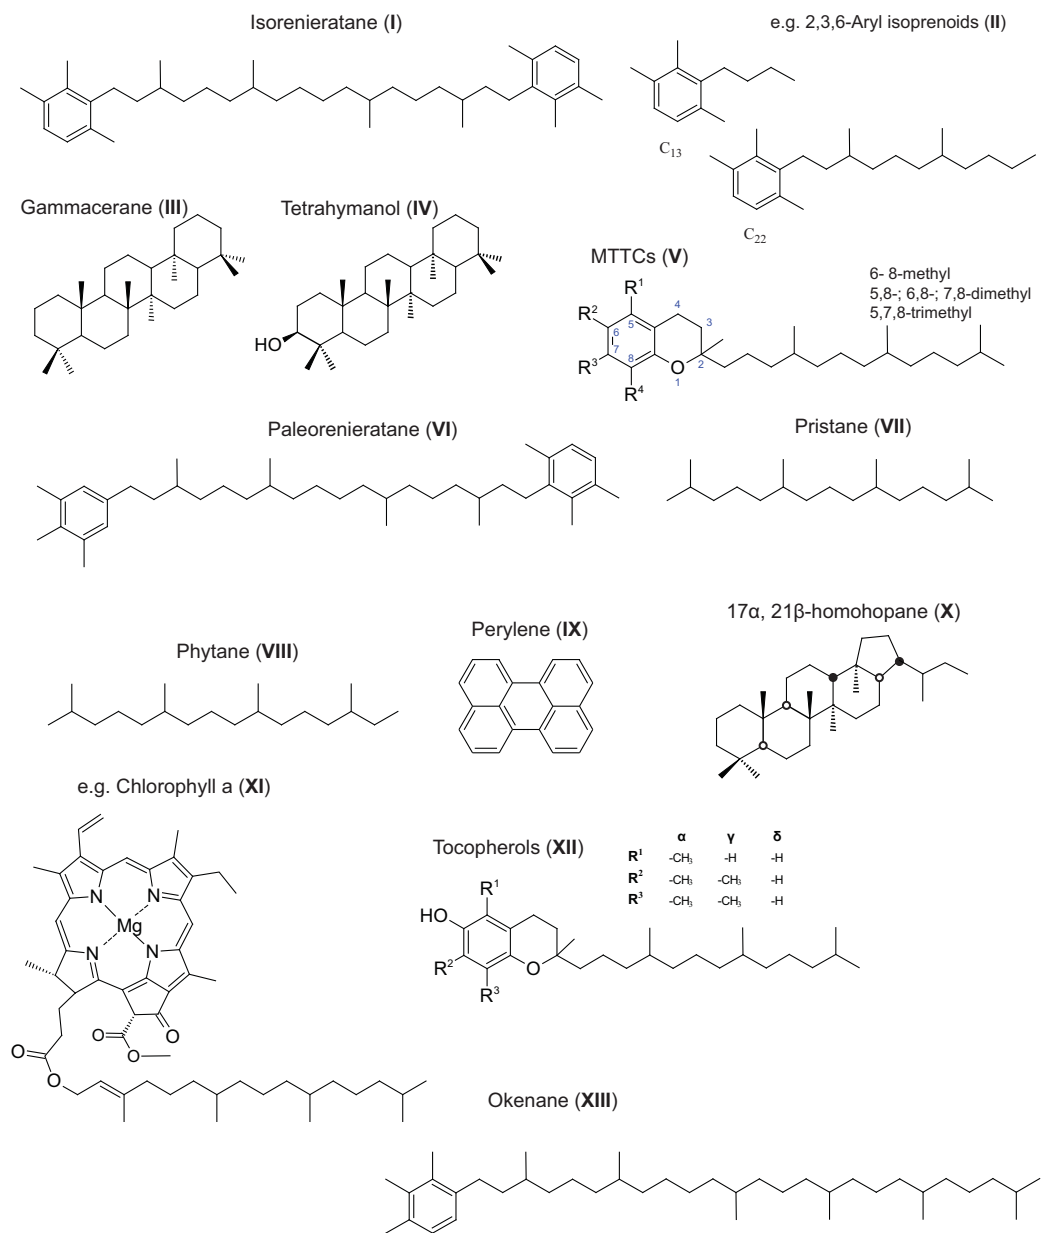 Isorenieratane (I)
e.g. 2,3,6-Aryl isoprenoids (II)
C13
C22
Gammacerane (III)
Tetrahymanol (IV)
HO
MTTCs (V)
6- 8-methyl
5,8-; 6,8-; 7,8-dimethyl
5,7,8-trimethyl
R1
R2
R3
R4
O
1
2
3
4
5
6
7
8
Paleorenieratane (VI)
Pristane (VII)
Phytane (VIII)
Perylene (IX)
17α, 21β-homohopane (X)
e.g. Chlorophyll a (XI)
N N
Mg
N N
O O
O
O
O
Tocopherols (XII)
α γ δ
R1 -CH3 -H -H
R2 -CH3 -CH3 -H
R3 -CH3 -CH3 -H
R1
HO
R2
O
R3
Okenane (XIII)